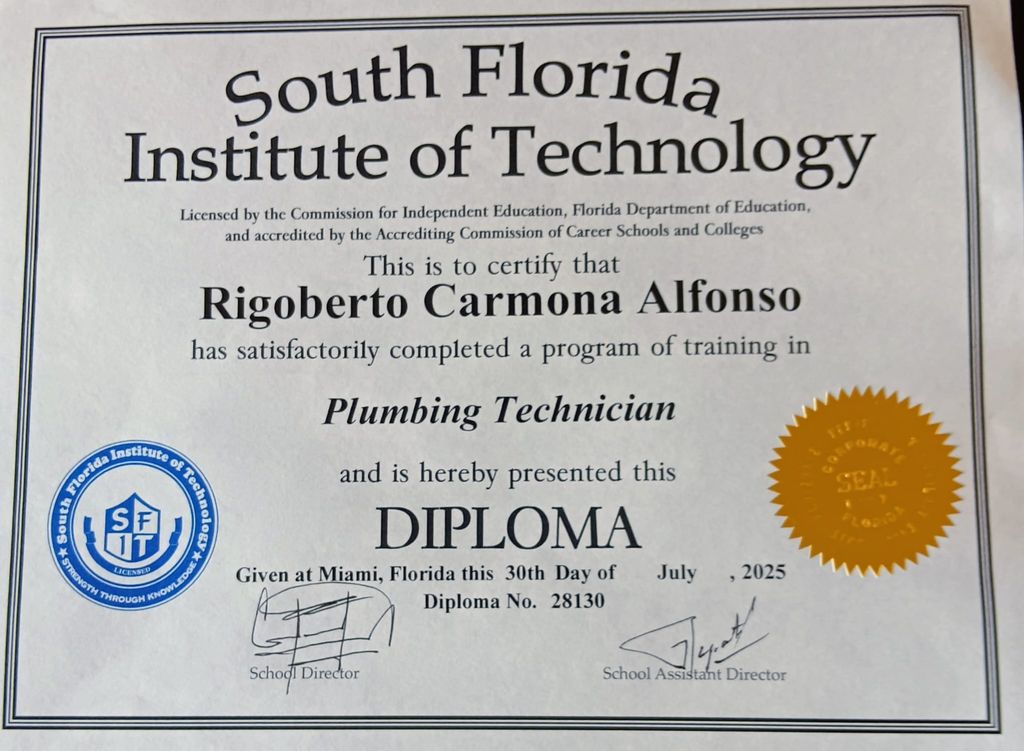 South Florida
Institute of Technology
Licensed by the Commission for Independent Education, Florida Department of Education,
and accredited by the Accrediting Commission of Career Schools and Colleges
This is to certify that
Rigoberto Carmona Alfonso
has satisfactorily completed a program of training in
Plumbing Technician
and is hereby presented this
DIPLOMA
Given at Miami, Florida this 30th Day of July , 2025
Diploma No. 28130
School Director
School Assistant Director
South Florida Institute of Technology
SF
IT
LICENSED
★ STRENGTH THROUGH KNOWLEDGE ★
CORPORATE
SEAL
FLORIDA